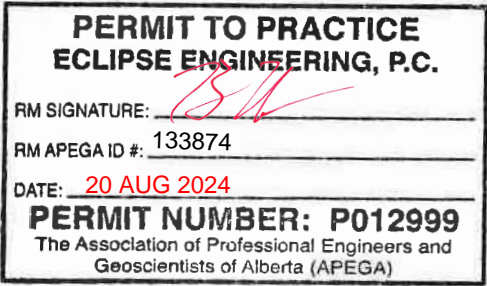 PERMIT TO PRACTICE
ECLIPSE ENGINEERING, P.C.
RM SIGNATURE:
RM APEGA ID #: 133874
DATE: 20 AUG 2024
PERMIT NUMBER: P012999
The Association of Professional Engineers and
Geoscientists of Alberta (APEGA)